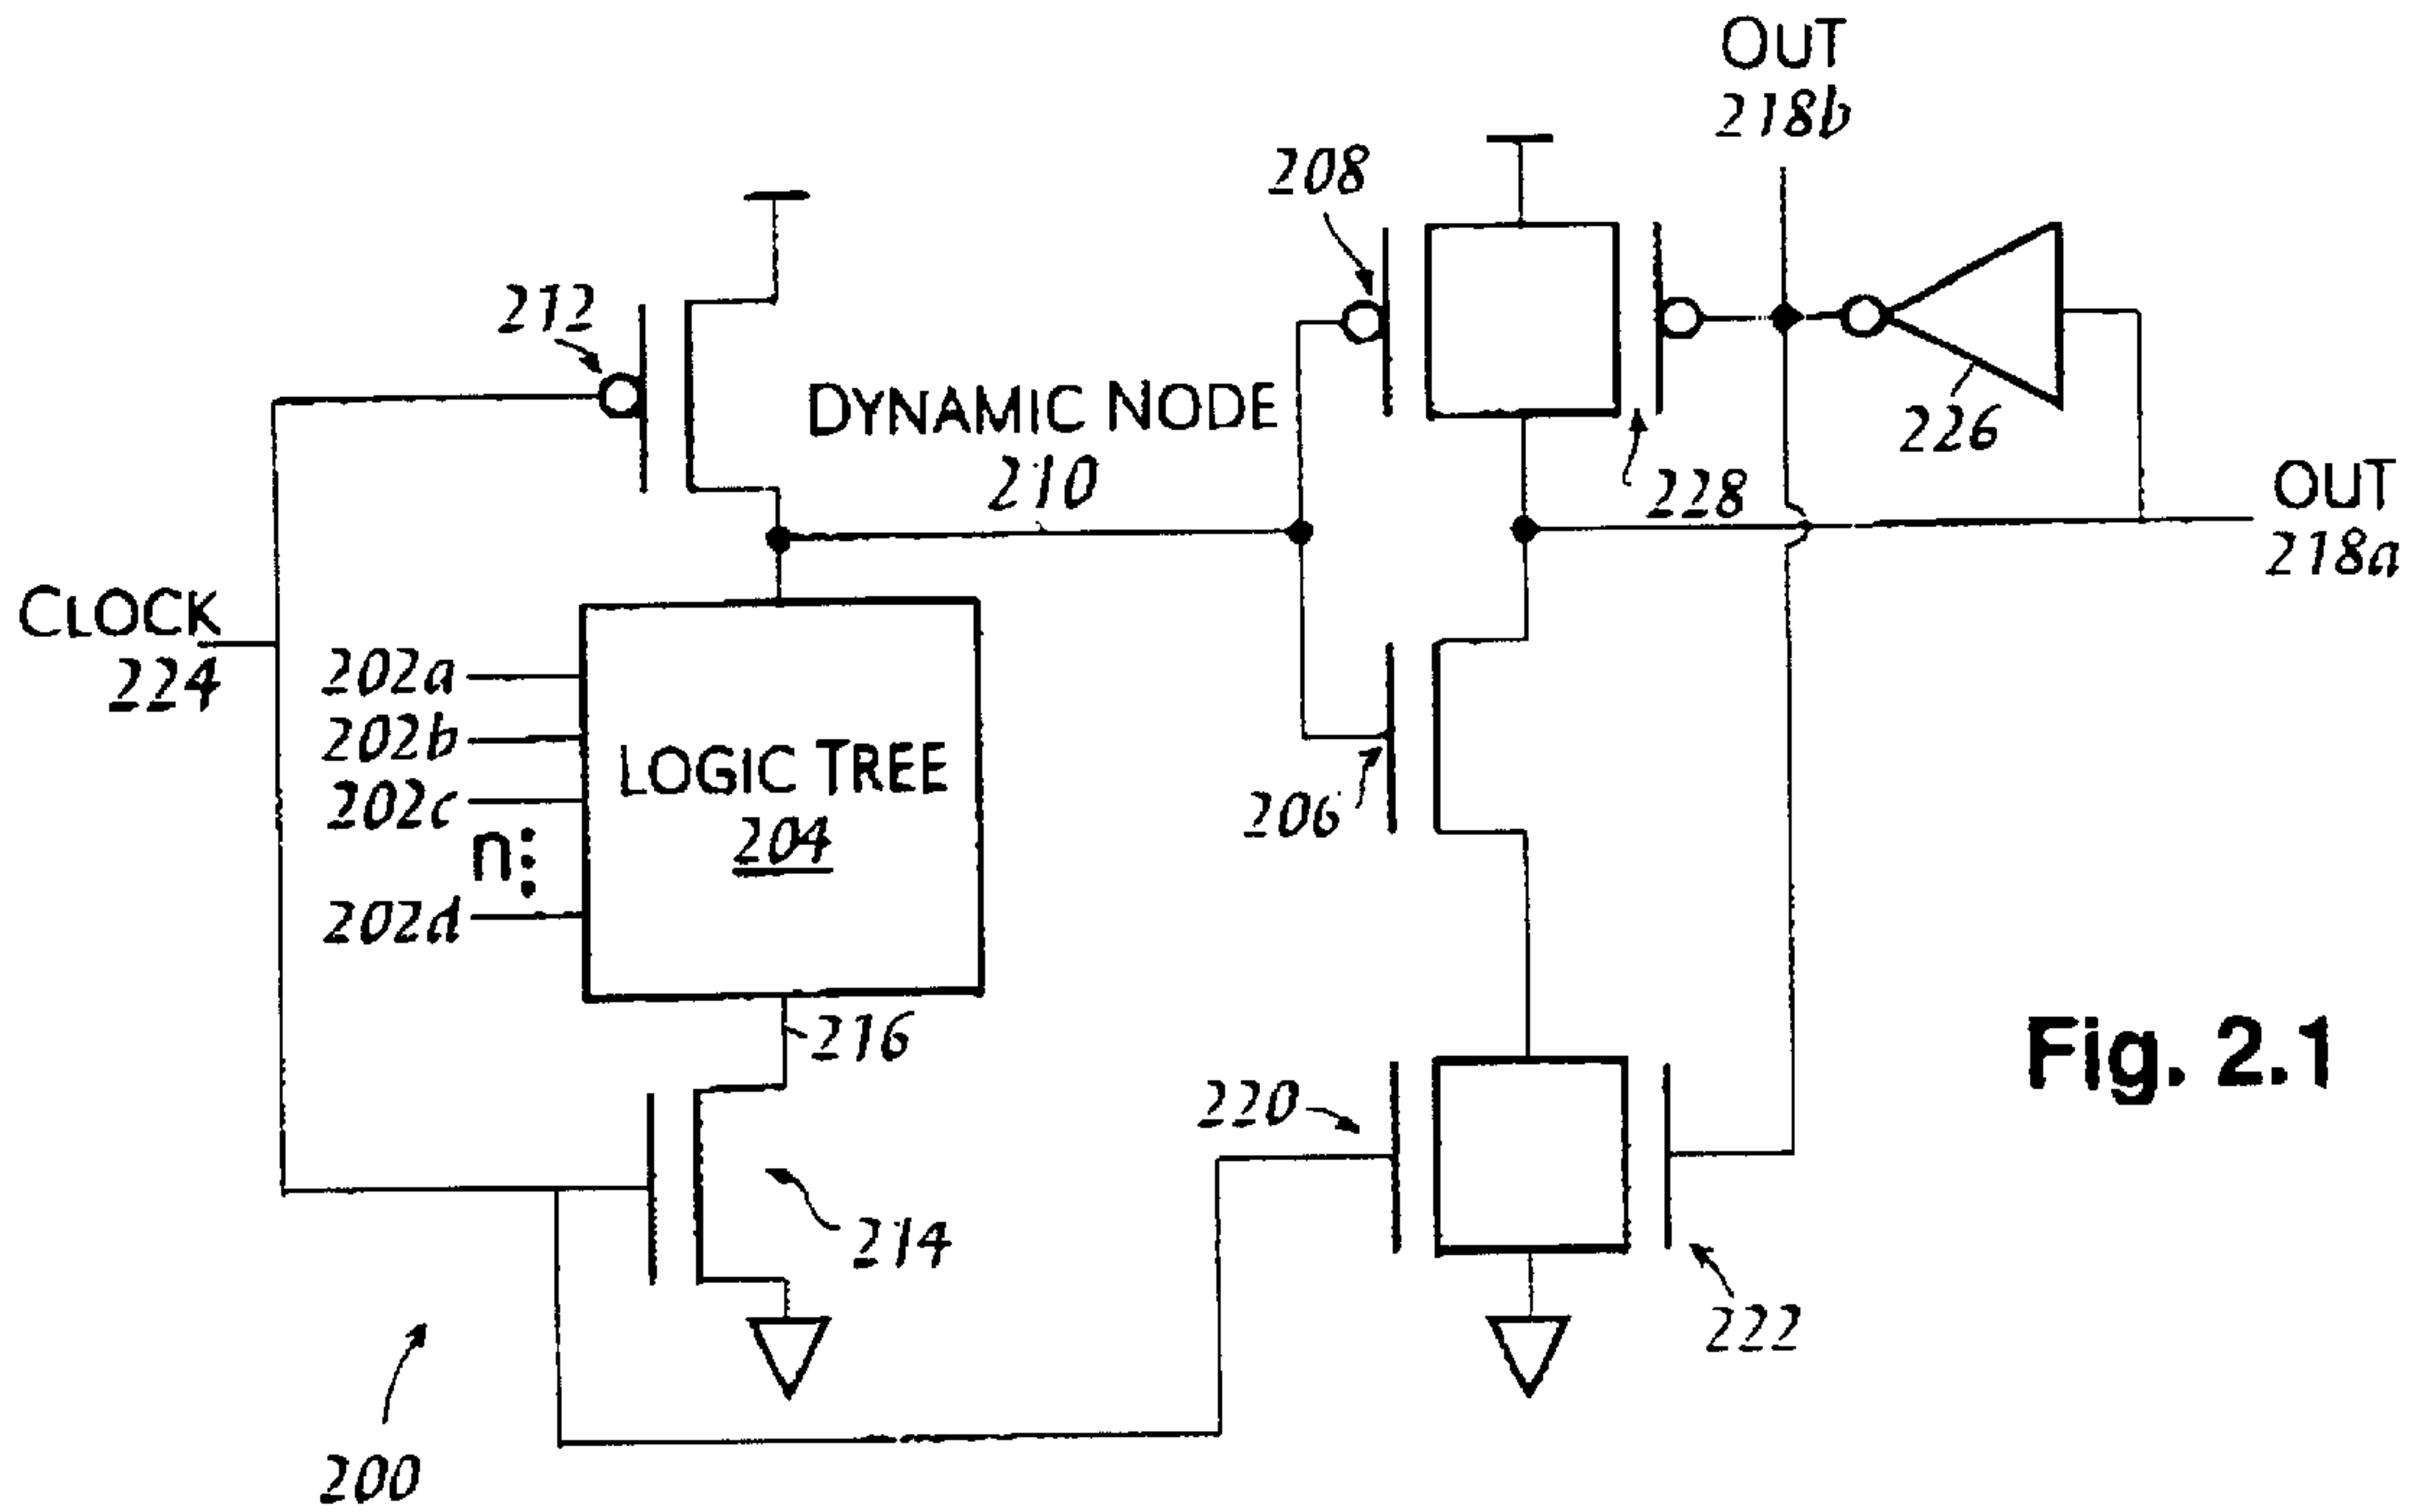 OUT
218b
208
212
DYNAMIC NODE
210
226
228
OUT
218a
CLOCK
224
202a
202b
202c
n
202d
LOGIC TREE
204
206
216
220
214
222
200
Fig. 2.1